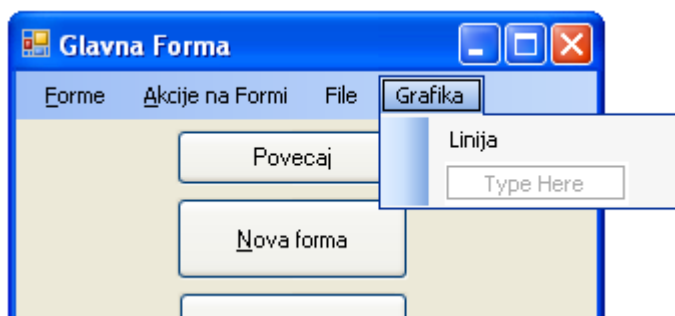 Glavna Forma
Forme Akcije na Formi File Grafika
Linija
Povecaj
Type Here
Nova forma